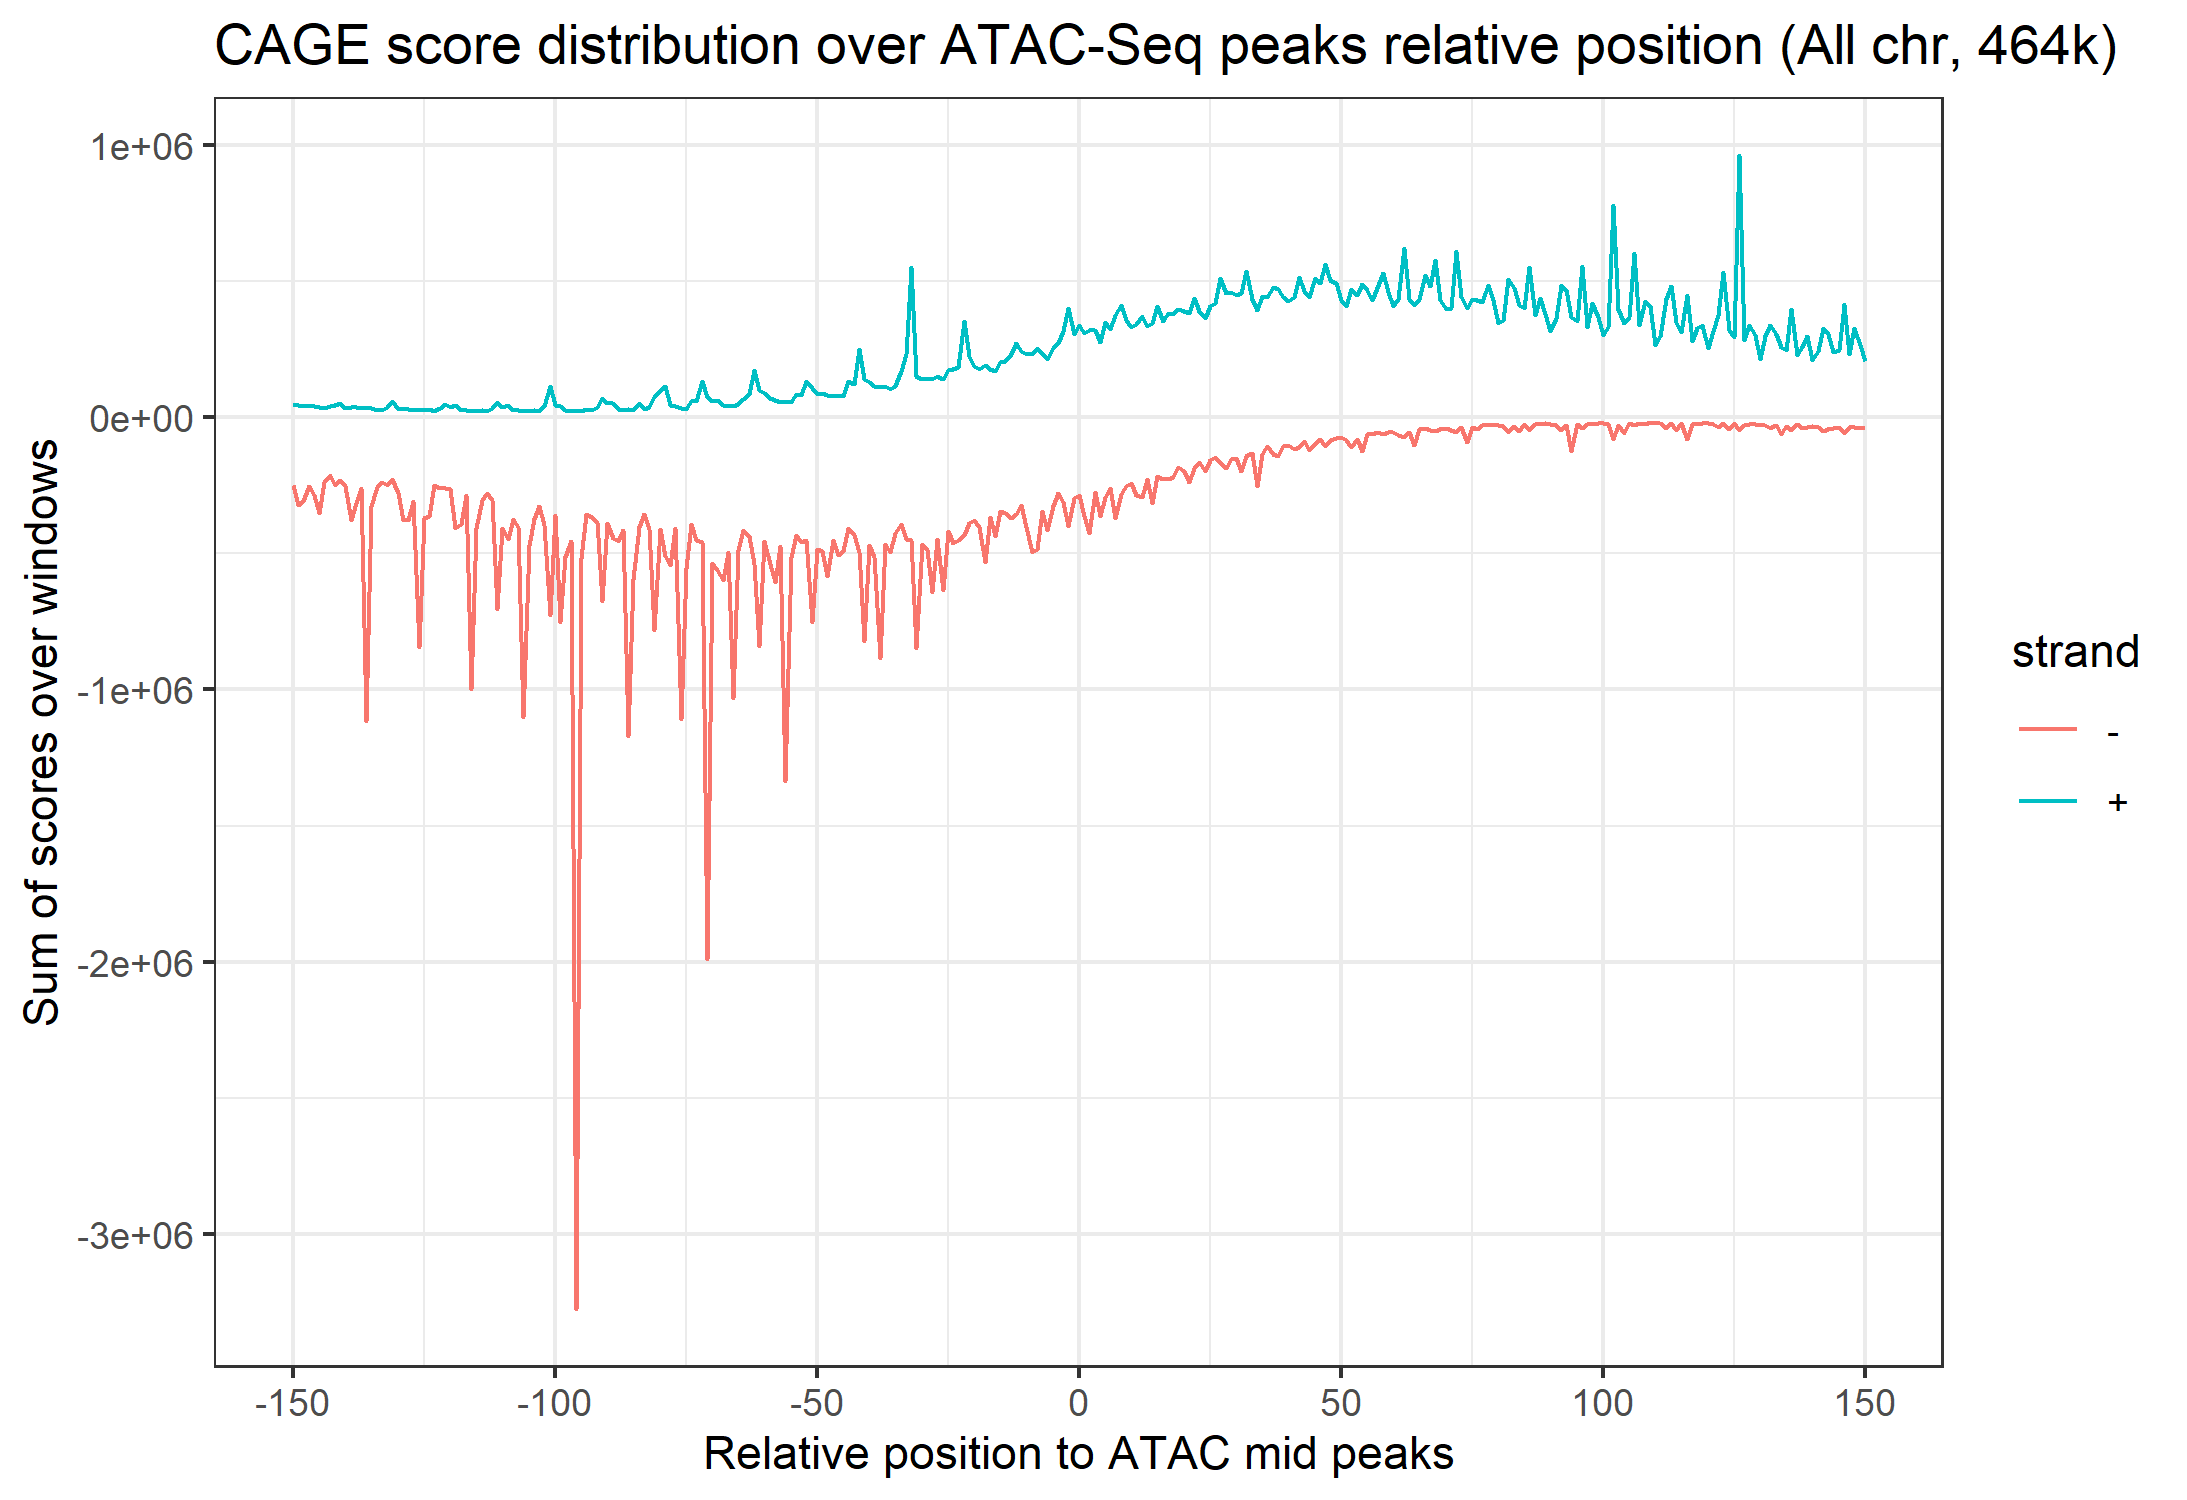 CAGE score distribution over ATAC-Seq peaks relative position (All chr, 464k)
Sum of scores over windows
1e+06
0e+00
-1e+06
-2e+06
-3e+06
-150
-100
-50
0
50
100
150
Relative position to ATAC mid peaks
strand
-
+